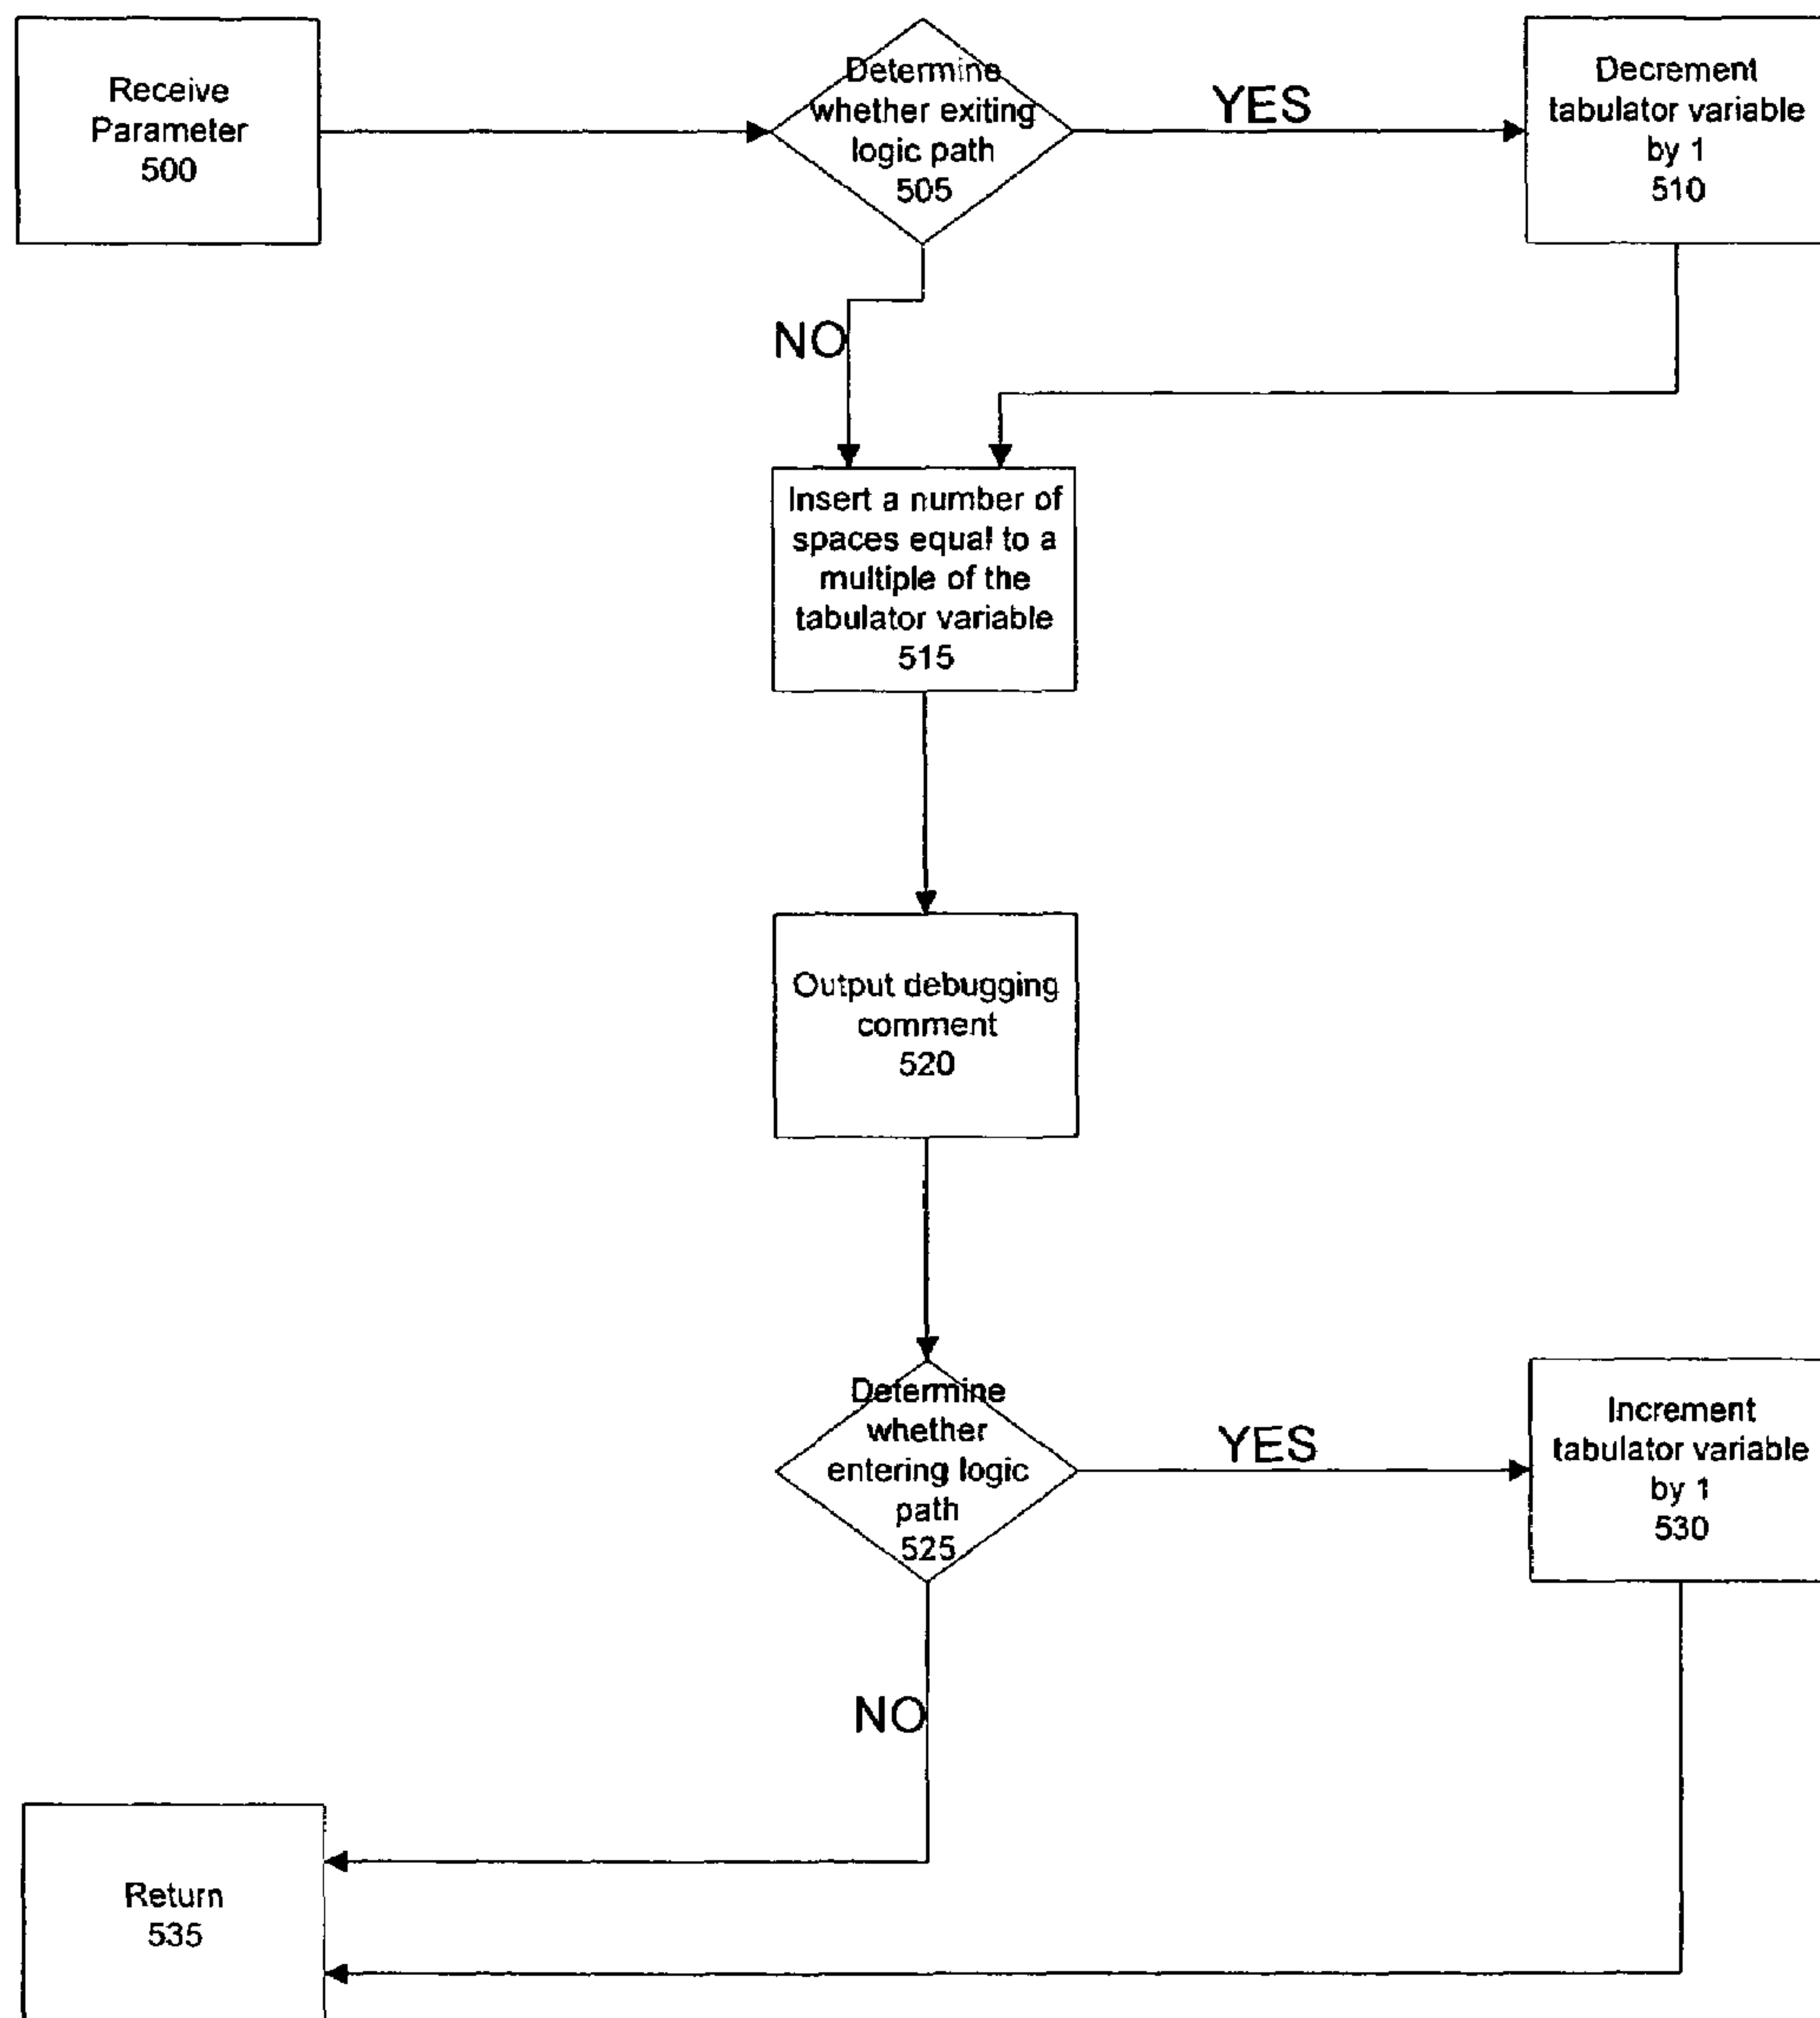 Receive
Parameter
500
Determine
whether exiting
logic path
505
YES
Decrement
tabulator variable
by 1
510
NO
Insert a number of
spaces equal to a
multiple of the
tabulator variable
515
Output debugging
comment
520
Determine
whether
entering logic
path
525
YES
Increment
tabulator variable
by 1
530
NO
Return
535